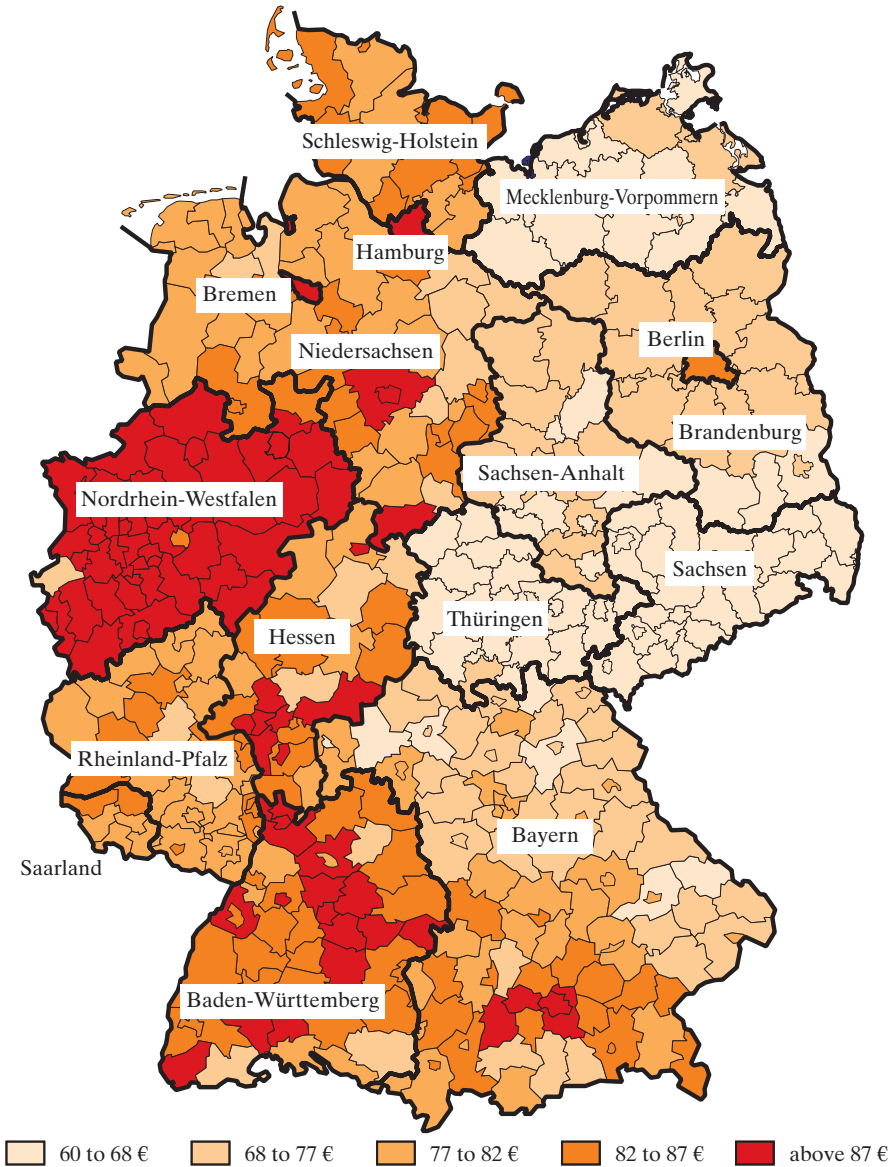 Schleswig-Holstein
Mecklenburg-Vorpommern
Hamburg
Bremen
Niedersachsen
Berlin
Brandenburg
Sachsen-Anhalt
Nordrhein-Westfalen
Sachsen
Thüringen
Hessen
Rheinland-Pfalz
Bayern
Saarland
Baden-Württemberg
60 to 68 € 68 to 77 € 77 to 82 € 82 to 87 € above 87 €